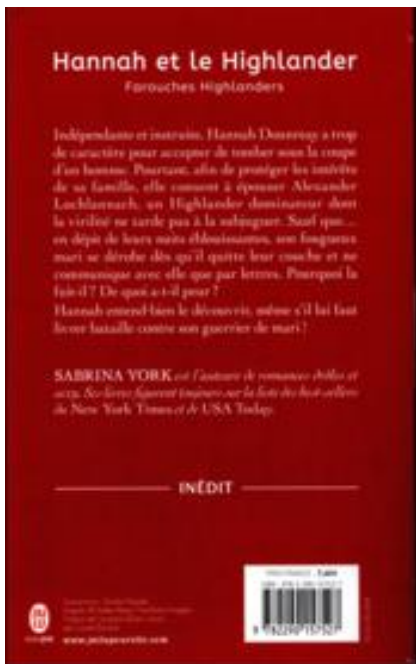 Hannah et le Highlander
Farouches Highlanders
Indépendante et instruite, Hannah Dounreay a trop
de caractère pour accepter de tomber sous la coupe
d'un homme. Pourtant, afin de protéger les intérêts
de sa famille, elle consent à épouser Alexander
Lochlannach, un Highlander dominateur dont
la virilité ne tarde pas à la subjuguer. Sauf que…
en dépit de leurs nuits éblouissantes, son fougueux
mari se dérobe dès qu'il quitte leur couche et ne
communique avec elle que par lettres. Pourquoi la
fuit-il ? De quoi a-t-il peur ?
Hannah entend bien le découvrir, même s'il lui faut
livrer bataille contre son guerrier de mari !
SABRINA YORK est l'auteure de romances drôles et
sexy. Ses livres figurent toujours sur la liste des best-sellers
du New York Times et de USA Today.
INÉDIT
www.jailupourelle.com